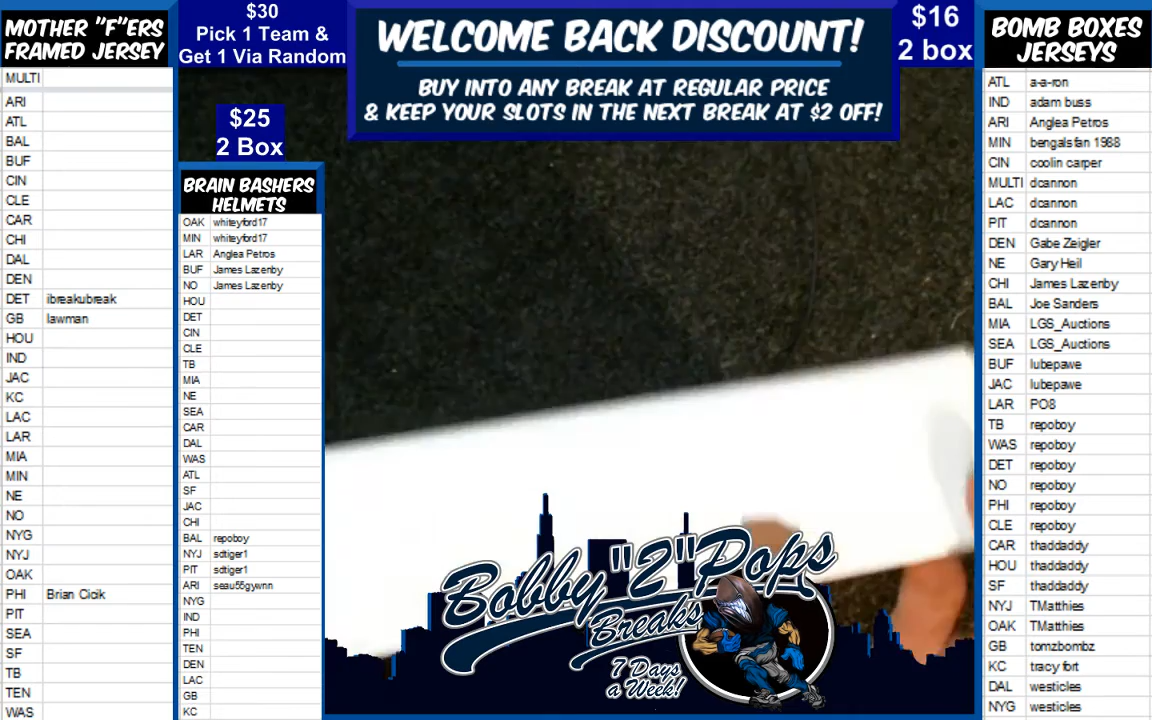 MOTHER "F"ERS
FRAMED JERSEY
MULTI
ARI
ATL
BAL
BUF
CIN
CLE
CAR
CHI
DAL
DEN
DET ibreakubreak
GB lawman
HOU
IND
JAC
KC
LAC
LAR
MIA
MIN
NE
NO
NYG
NYJ
OAK
PHI Brian Cicik
PIT
SEA
SF
TB
TEN
WAS
$30
Pick 1 Team &
Get 1 Via Random
$25
2 Box
BRAIN BASHERS
HELMETS
OAK whiteyford17
MIN whiteyford17
LAR Anglea Petros
BUF James Lazenby
NO James Lazenby
HOU
DET
CIN
CLE
TB
MIA
NE
SEA
CAR
DAL
WAS
ATL
SF
JAC
CHI
BAL repoboy
NYJ sdtiger1
PIT sdtiger1
ARI seau55gywnn
NYG
IND
PHI
TEN
DEN
LAC
GB
KC
WELCOME BACK DISCOUNT!
BUY INTO ANY BREAK AT REGULAR PRICE
& KEEP YOUR SLOTS IN THE NEXT BREAK AT $2 OFF!
Bobby "2" Pops
Breaks
7 Days
a Week!
$16
2 box
BOMB BOXES
JERSEYS
ATL a-a-ron
IND adam buss
ARI Anglea Petros
MIN bengalsfan 1988
CIN coolin carper
MULTI dcannon
LAC dcannon
PIT dcannon
DEN Gabe Zeigler
NE Gary Heil
CHI James Lazenby
BAL Joe Sanders
MIA LGS_Auctions
SEA LGS_Auctions
BUF lubepawe
JAC lubepawe
LAR PO8
TB repoboy
WAS repoboy
DET repoboy
NO repoboy
PHI repoboy
CLE repoboy
CAR thaddaddy
HOU thaddaddy
SF thaddaddy
NYJ TMatthies
OAK TMatthies
GB tomzbombz
KC tracy fort
DAL westicles
NYG westicles